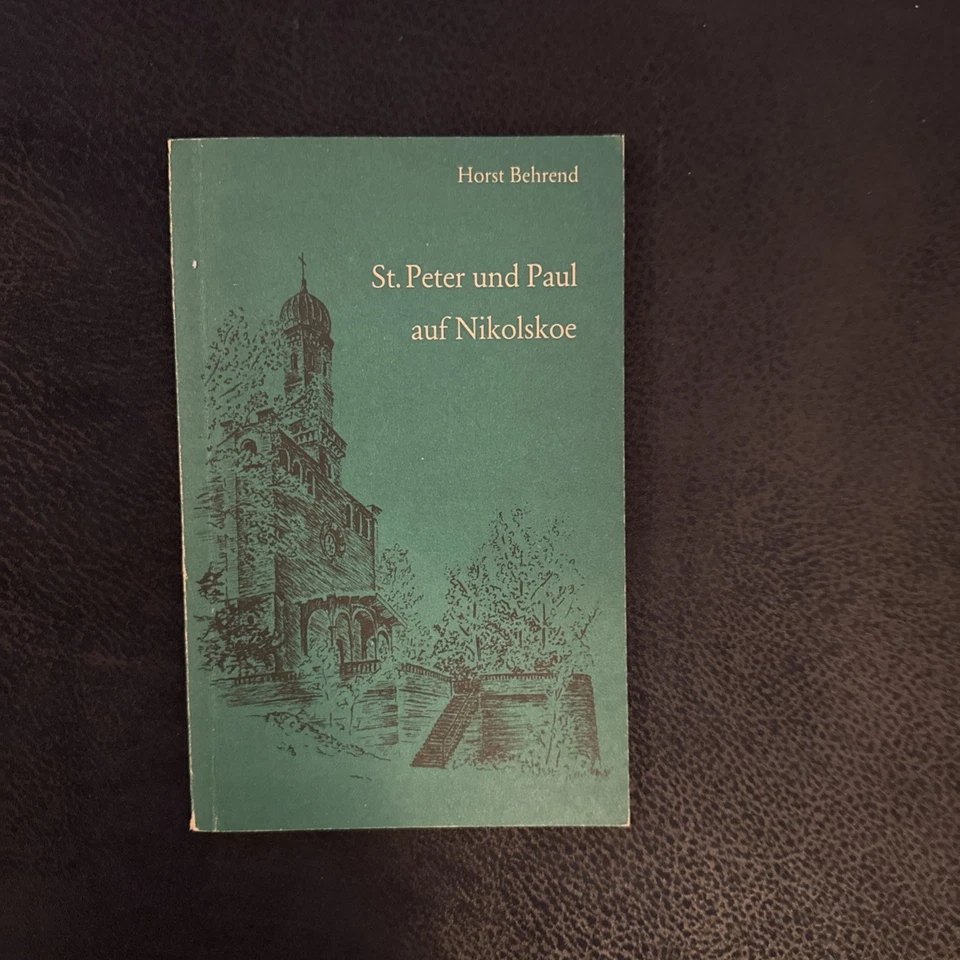 Horst Behrend
St. Peter und Paul
auf Nikolskoe